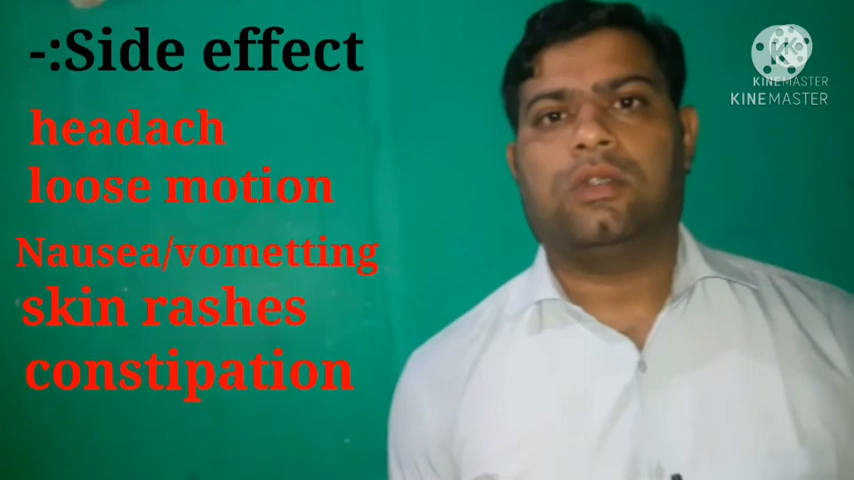 -:Side effect
headach
loose motion
Nausea/vometting
skin rashes
constipation
KINEMASTER
KINEMASTER